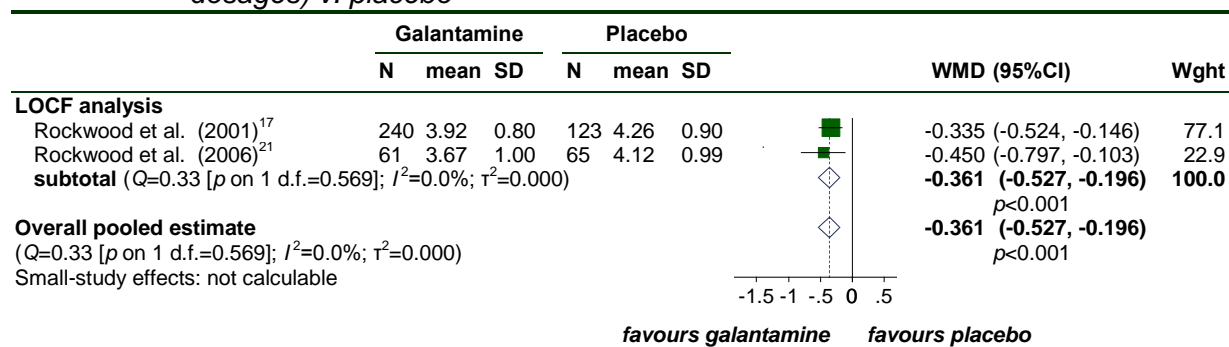 dosages) v. placebo
Galantamine Placebo
N mean SD N mean SD WMD (95%CI) Wght
LOCF analysis
Rockwood et al. (2001)17 240 3.92 0.80 123 4.26 0.90 -0.335 (-0.524, -0.146) 77.1
Rockwood et al. (2006)21 61 3.67 1.00 65 4.12 0.99 -0.450 (-0.797, -0.103) 22.9
subtotal (Q=0.33 [p on 1 d.f.=0.569]; I2=0.0%; τ2=0.000) -0.361 (-0.527, -0.196) 100.0
p<0.001
Overall pooled estimate -0.361 (-0.527, -0.196)
(Q=0.33 [p on 1 d.f.=0.569]; I2=0.0%; τ2=0.000) p<0.001
Small-study effects: not calculable
-1.5 -1 -.5 0 .5
favours galantamine favours placebo